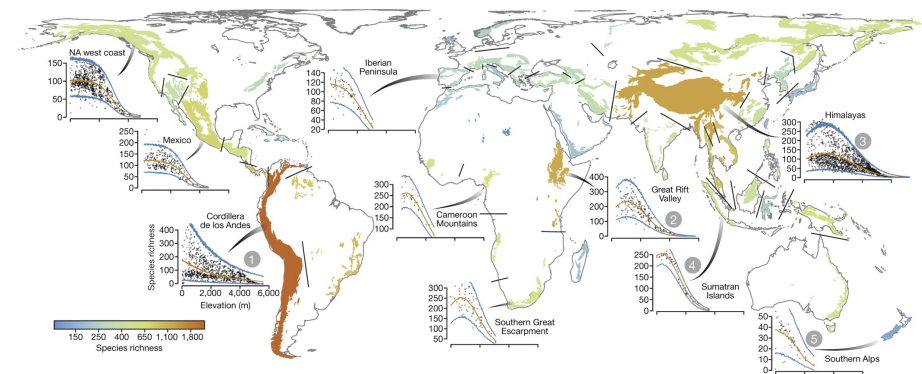 NA west coast
150
100
50
0
Mexico
250
200
150
100
50
0
Iberian
Peninsula
140
120
100
80
60
40
20
Cordillera
de los Andes
Species richness
400
300
200
100
0
1
0 2,000 4,000 6,000
Elevation (m)
Cameroon
Mountains
300
250
200
150
100
Southern Great
Escarpment
300
250
200
150
100
50
Great Rift
Valley
2
400
300
200
100
0
Himalayas
3
300
250
200
150
100
50
0
Sumatran
Islands
4
250
200
150
100
50
0
Southern Alps
5
50
40
30
20
10
0
150 250 400 650 1,100 1,800
Species richness